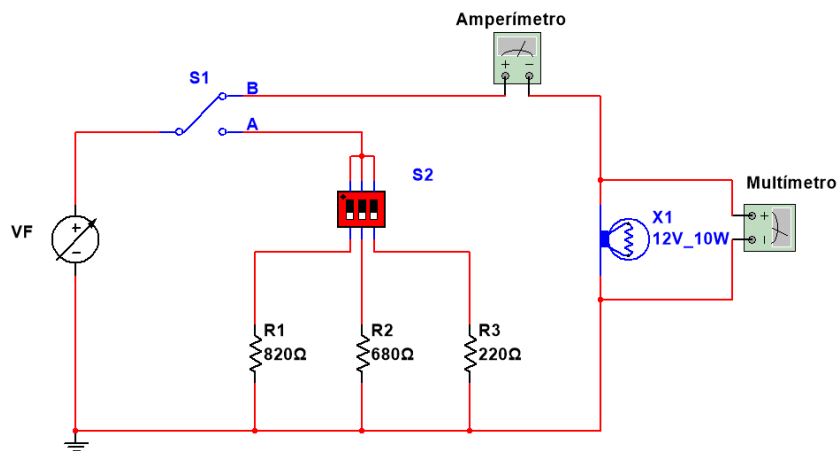 Amperímetro
S1
B
A
S2
Multímetro
VF
X1
12V_10W
R1
820Ω
R2
680Ω
R3
220Ω